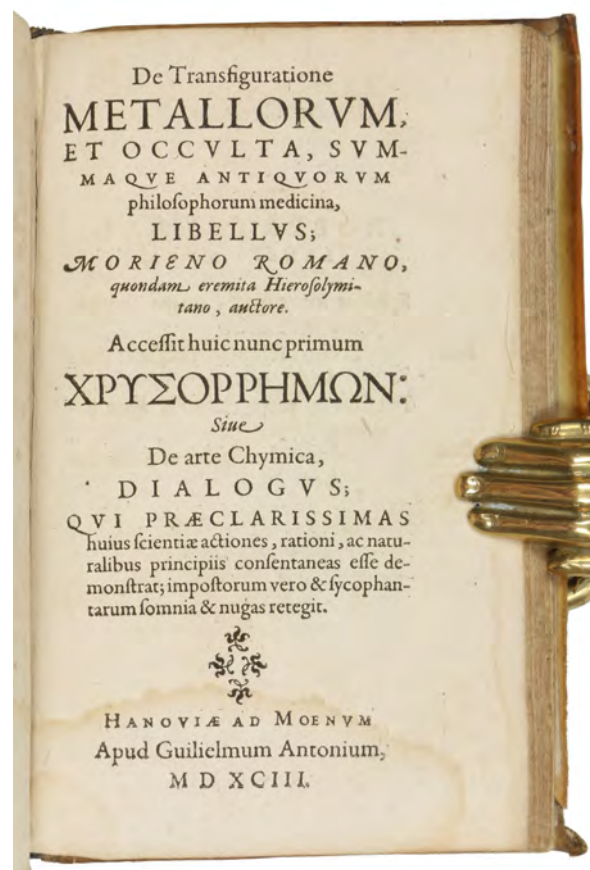 De Transfiguratione
METALLORVM,
ET OCCVLTA, SVM-
MAQVE ANTIQVORVM
philoſophorum medicina,
LIBELLVS;
MORIENO ROMANO,
quondam eremita Hieroſolymi-
tano, auctore.
Acceſſit huic nunc primum
ΧΡΥΣΟΡΡΗΜΩΝ:
Siue
De arte Chymica,
DIALOGVS;
QVI PRÆCLARISSIMAS
huius ſcientiæ actiones, rationi, ac natu-
ralibus principiis conſentaneas eſſe de-
monſtrat; impoſtorum vero & ſycophan-
tarum ſomnia & nugas retegit.
HANOVIÆ AD MOENVM
Apud Guilielmum Antonium,
M D XCIII.